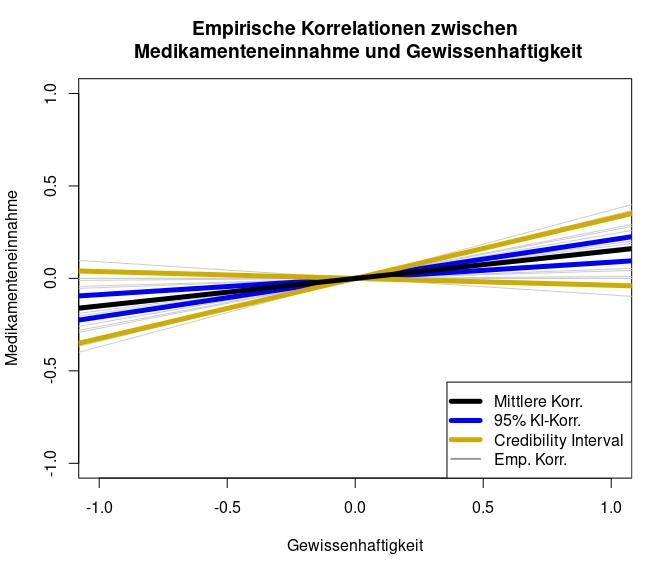 Empirische Korrelationen zwischen
Medikamenteneinnahme und Gewissenhaftigkeit
Medikamenteneinnahme
1.0
0.5
0.0
-0.5
-1.0
Mittlere Korr.
95% KI-Korr.
Credibility Interval
Emp. Korr.
-1.0
-0.5
0.0
0.5
1.0
Gewissenhaftigkeit